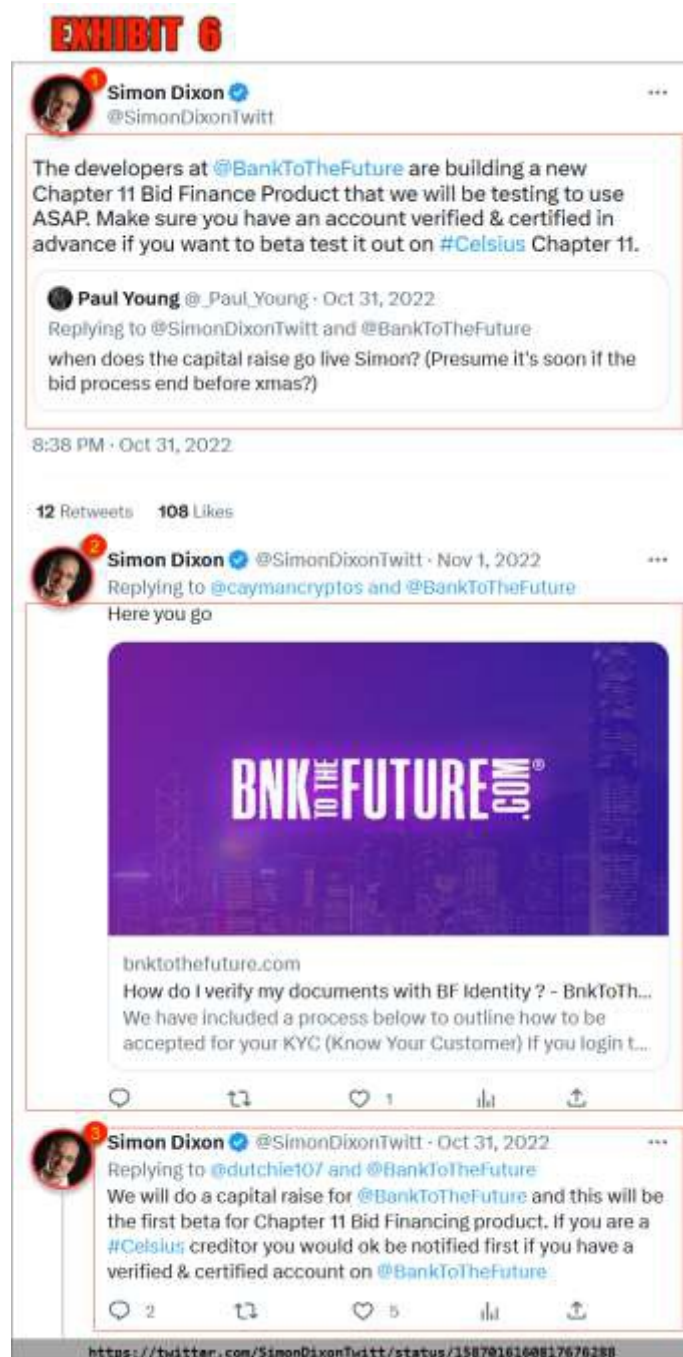 EXHIBIT 6
1
Simon Dixon
@SimonDixonTwitt
The developers at @BankToTheFuture are building a new
Chapter 11 Bid Finance Product that we will be testing to use
ASAP. Make sure you have an account verified & certified in
advance if you want to beta test it out on #Celsius Chapter 11.
Paul Young @_Paul_Young · Oct 31, 2022
Replying to @SimonDixonTwitt and @BankToTheFuture
when does the capital raise go live Simon? (Presume it's soon if the
bid process end before xmas?)
8:38 PM · Oct 31, 2022
12 Retweets 108 Likes
2
Simon Dixon @SimonDixonTwitt · Nov 1, 2022
Replying to @caymancryptos and @BankToTheFuture
Here you go
BNK TO THE FUTURE .COM®
bnktothefuture.com
How do I verify my documents with BF Identity ? - BnkToTh...
We have included a process below to outline how to be
accepted for your KYC (Know Your Customer) If you login t...
1
3
Simon Dixon @SimonDixonTwitt · Oct 31, 2022
Replying to @dutchie107 and @BankToTheFuture
We will do a capital raise for @BankToTheFuture and this will be
the first beta for Chapter 11 Bid Financing product. If you are a
#Celsius creditor you would ok be notified first if you have a
verified & certified account on @BankToTheFuture
2 5
https://twitter.com/SimonDixonTwitt/status/1587016160817676288